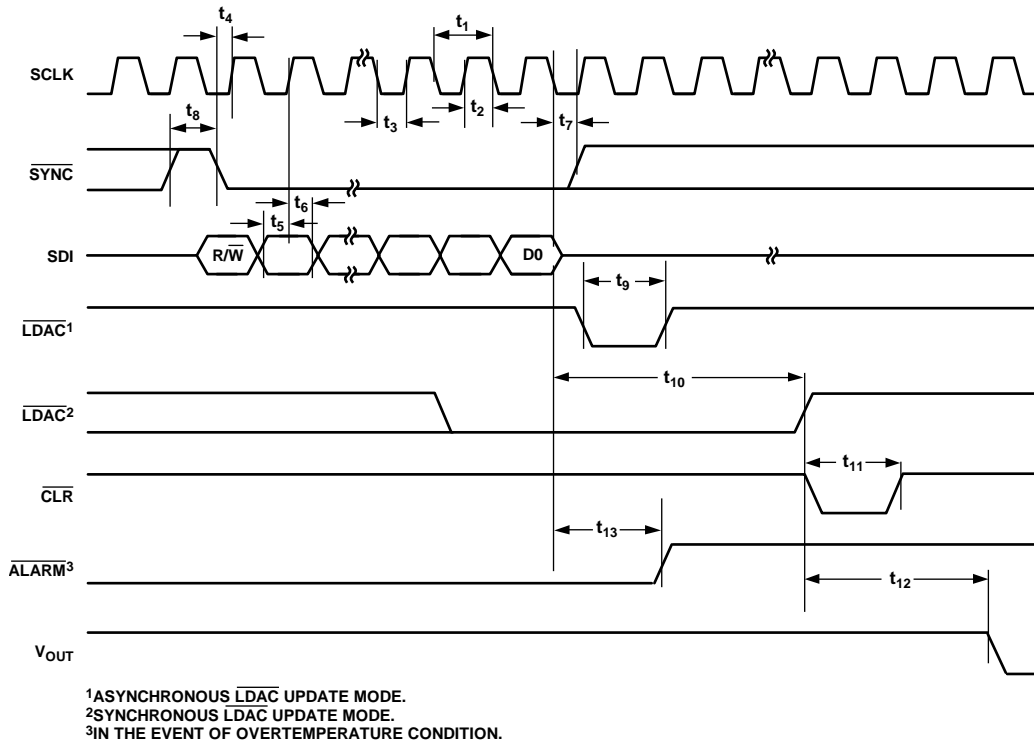 t4
t1
SCLK
t8
t3
t2
t7
SYNC
t6
t5
SDI
R/W
D0
t9
LDAC1
t10
LDAC2
t11
CLR
t13
ALARM3
t12
VOUT
1ASYNCHRONOUS LDAC UPDATE MODE.
2SYNCHRONOUS LDAC UPDATE MODE.
3IN THE EVENT OF OVERTEMPERATURE CONDITION.